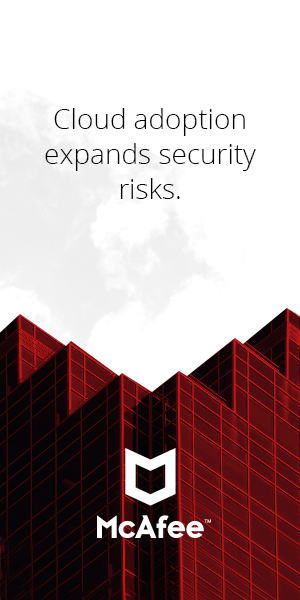 Cloud adoption
expands security
risks.
McAfee™